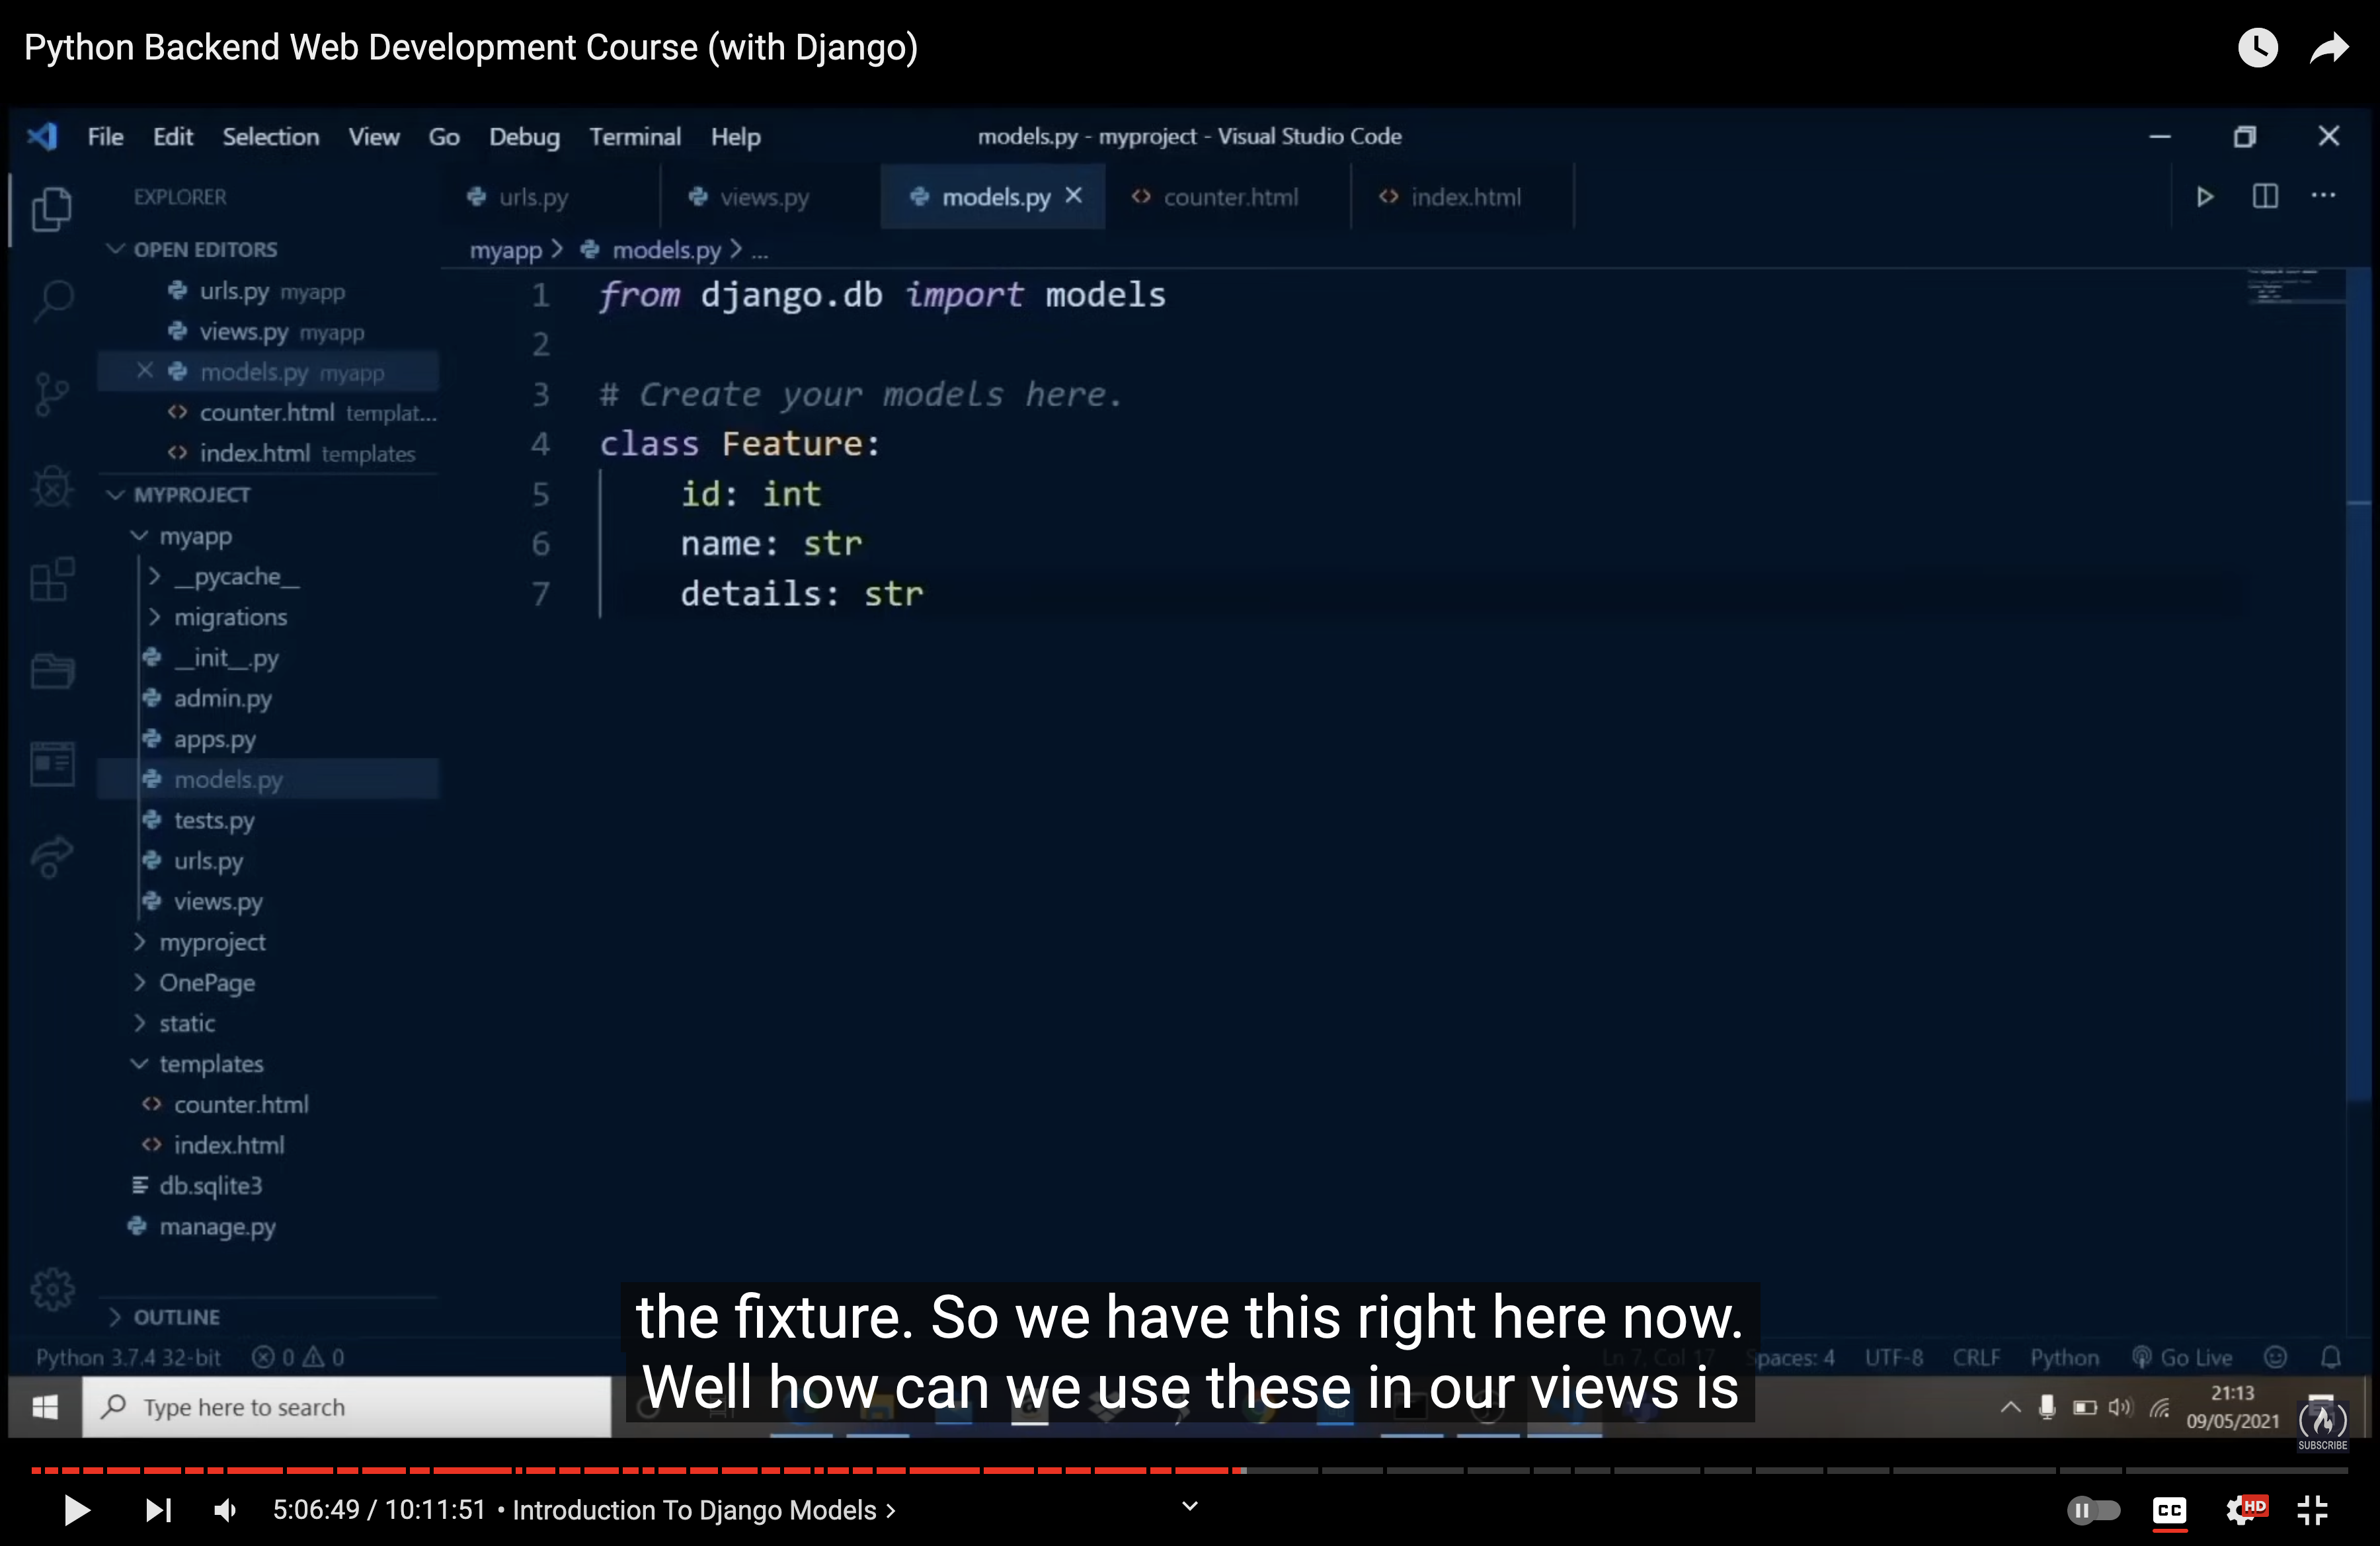 Python Backend Web Development Course (with Django)
File Edit Selection View Go Debug Terminal Help
models.py - myproject - Visual Studio Code
EXPLORER
urls.py
views.py
models.py
counter.html
index.html
OPEN EDITORS
myapp > models.py > ...
urls.py myapp
views.py myapp
models.py myapp
counter.html templat...
index.html templates
MYPROJECT
myapp
__pycache__
migrations
__init__.py
admin.py
apps.py
models.py
tests.py
urls.py
views.py
myproject
OnePage
static
templates
counter.html
index.html
db.sqlite3
manage.py
OUTLINE
1 from django.db import models
2
3 # Create your models here.
4 class Feature:
5 id: int
6 name: str
7 details: str
the fixture. So we have this right here now.
Well how can we use these in our views is
Python 3.7.4 32-bit 0 0
Ln 7, Col 17 Spaces: 4 UTF-8 CRLF Python Go Live
Type here to search
21:13
09/05/2021
SUBSCRIBE
5:06:49 / 10:11:51 • Introduction To Django Models >
CC
HD